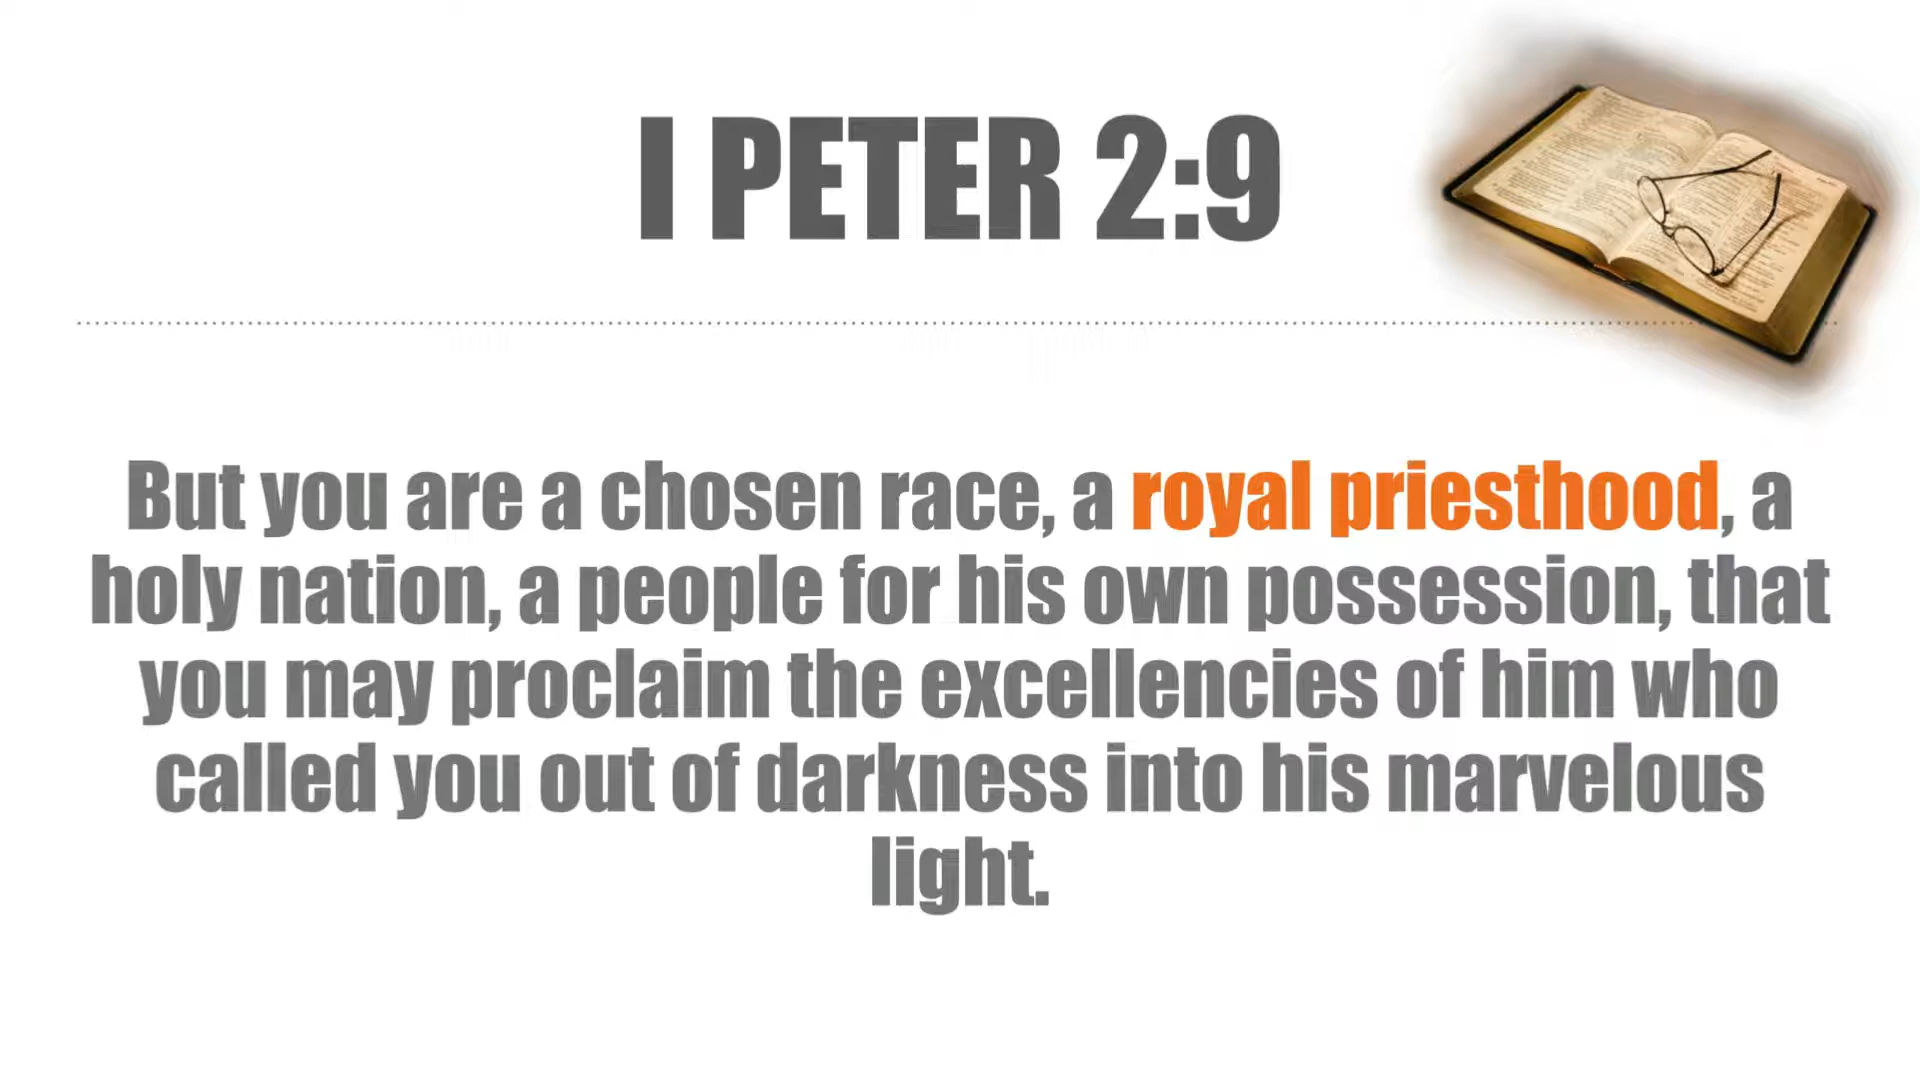 I PETER 2:9
But you are a chosen race, a royal priesthood, a
holy nation, a people for his own possession, that
you may proclaim the excellencies of him who
called you out of darkness into his marvelous
light.